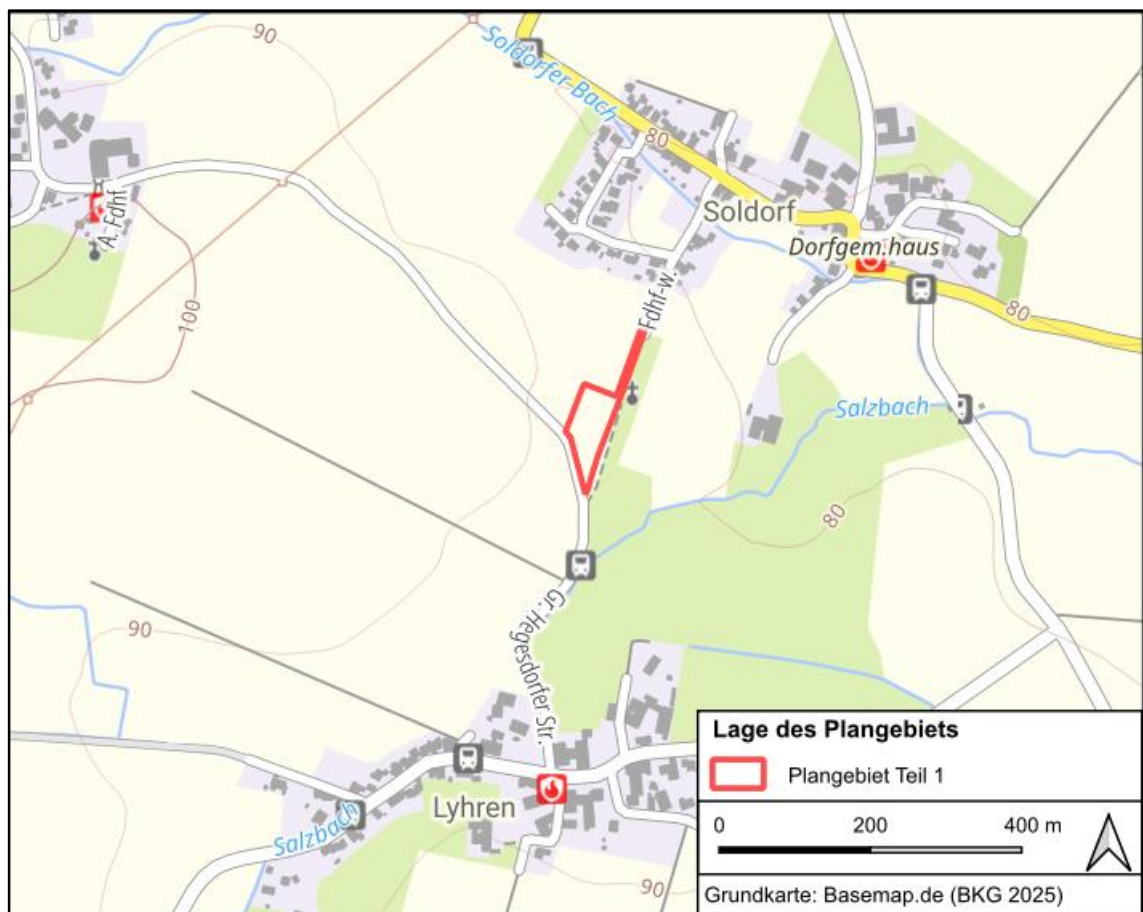 90
Soldorfer Bach
80
A. Fdhf.
Soldorf
Dorfgem.haus
80
100
Fdhf-w.
Salzbach
80
90
Gr. Hegesdorfer Str.
Lyhren
Salzbach
90
Lage des Plangebiets
Plangebiet Teil 1
0 200 400 m
Grundkarte: Basemap.de (BKG 2025)